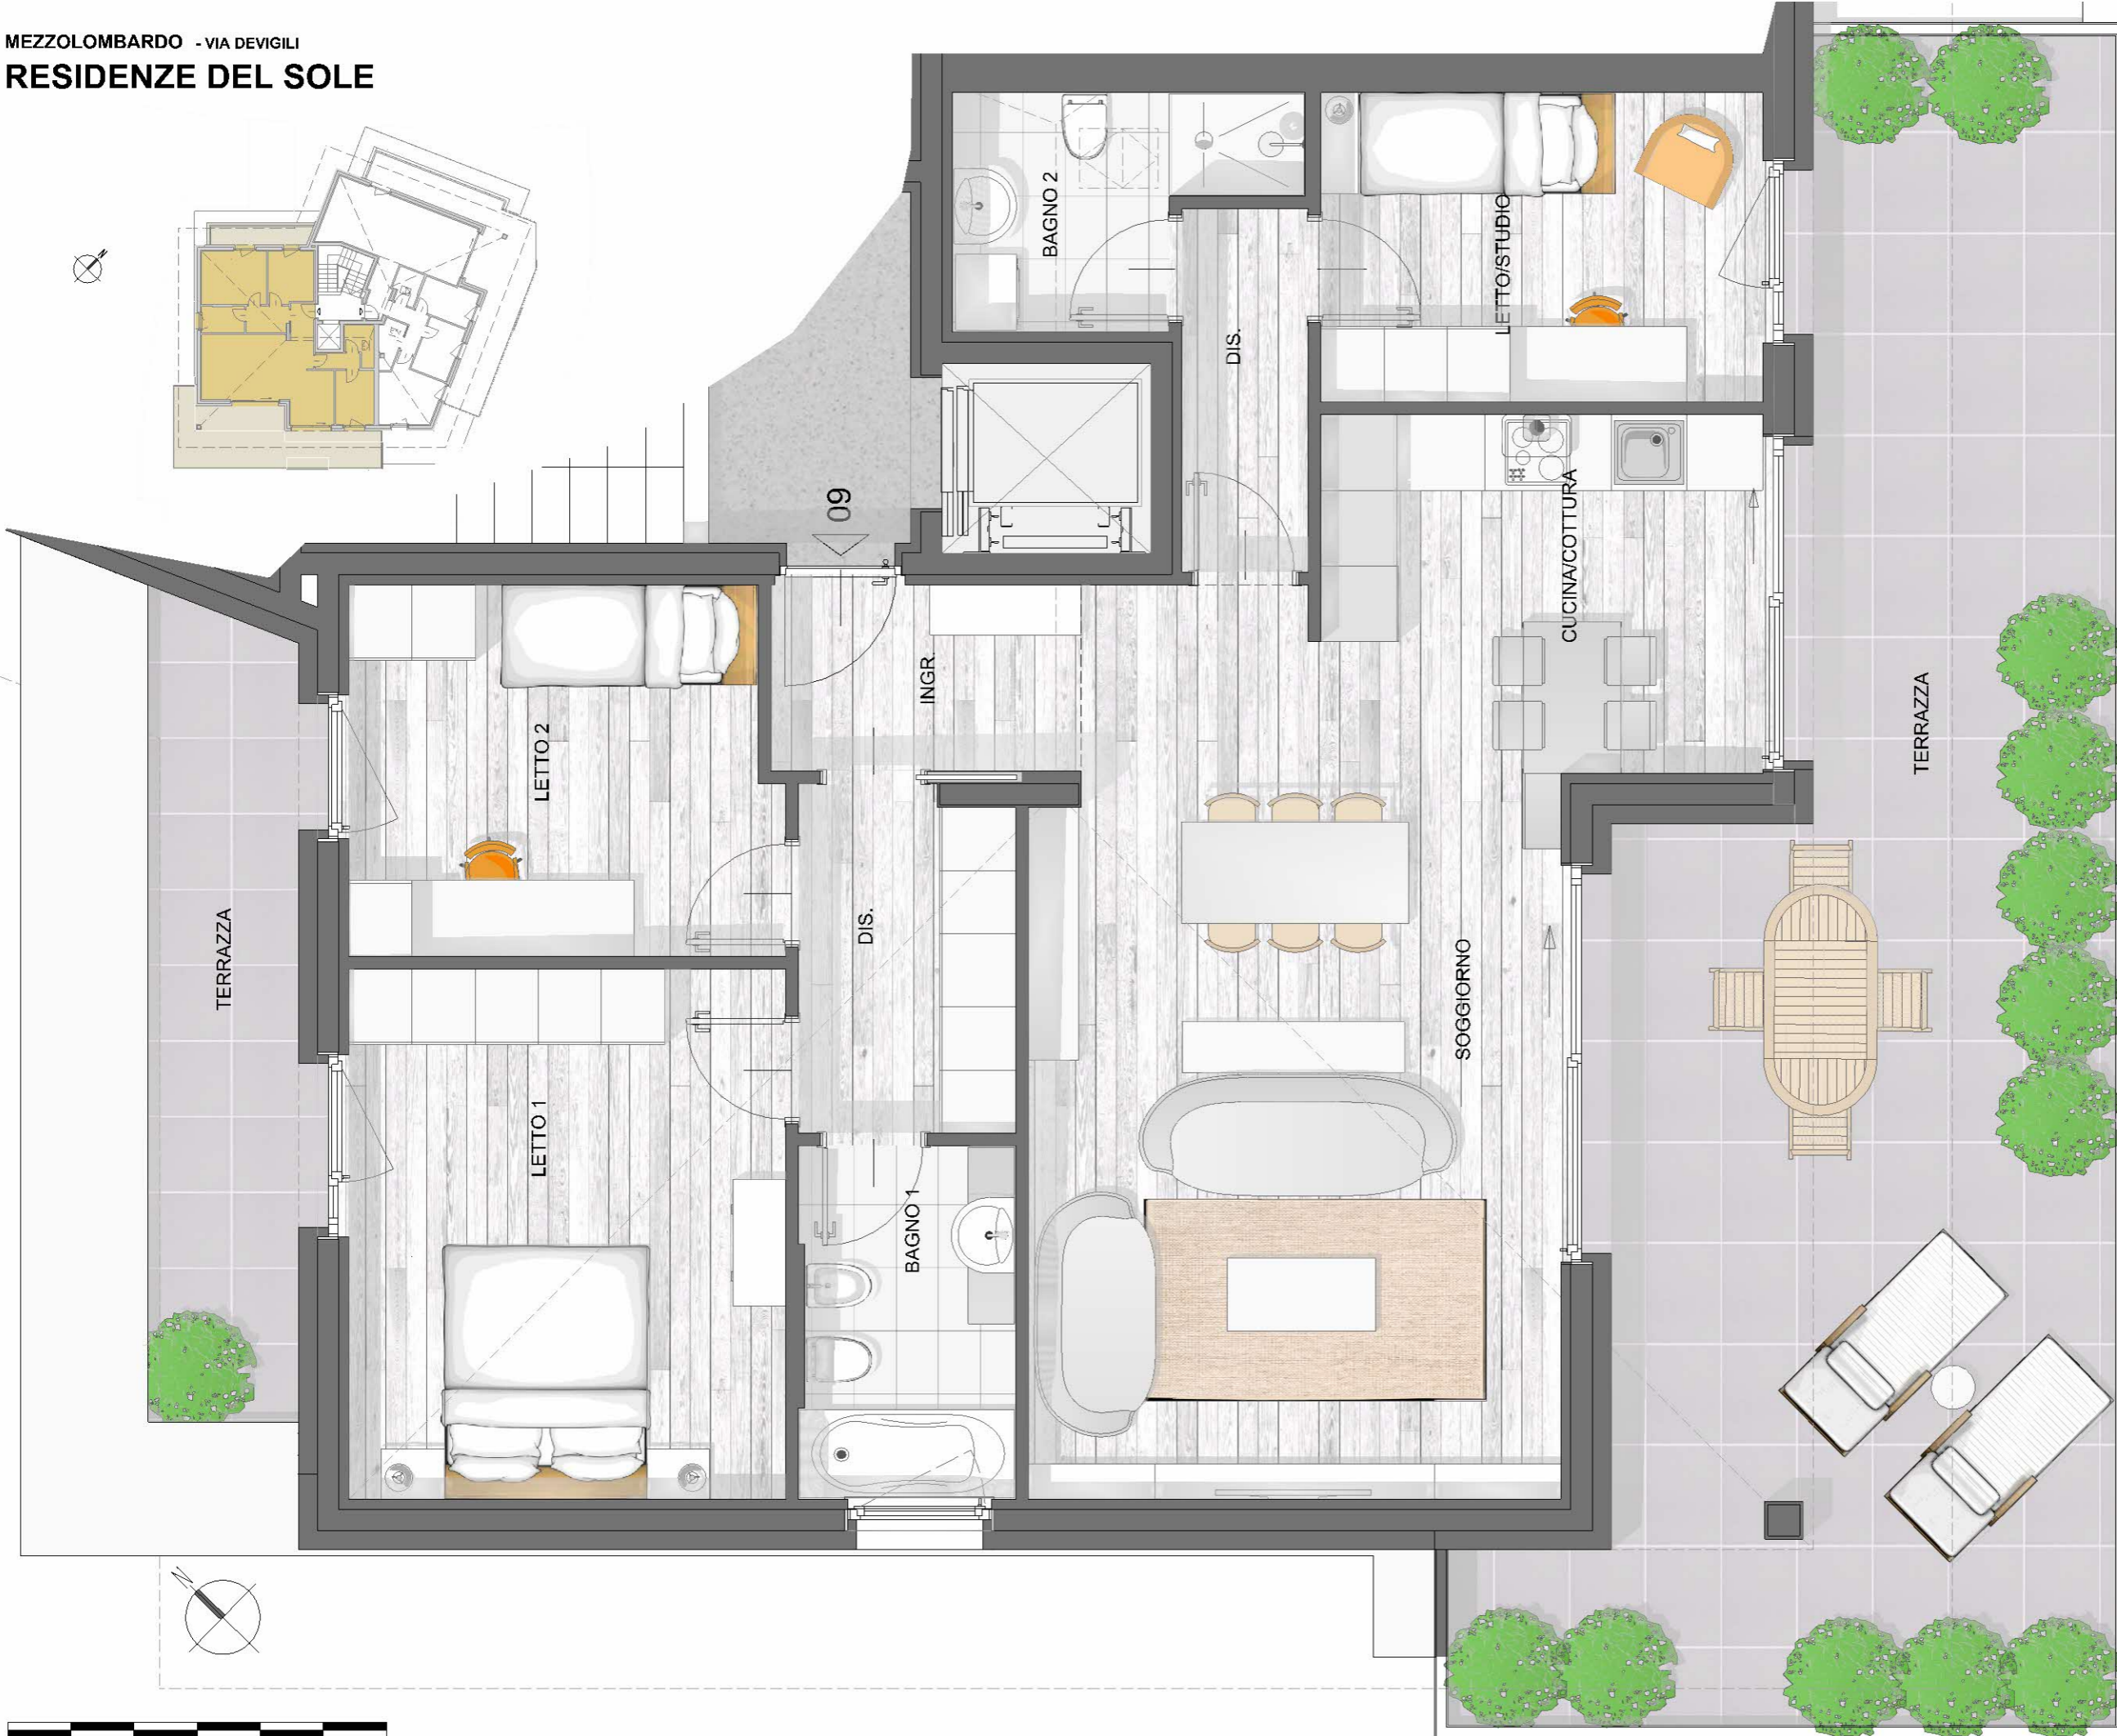 MEZZOLOMBARDO - VIA DEVIGILI
RESIDENZE DEL SOLE
N
BAGNO 2
LETTO/STUDIO
DIS.
09
CUCINA/COTTURA
INGR.
TERRAZZA
LETTO 2
DIS.
TERRAZZA
SOGGIORNO
LETTO 1
BAGNO 1
N